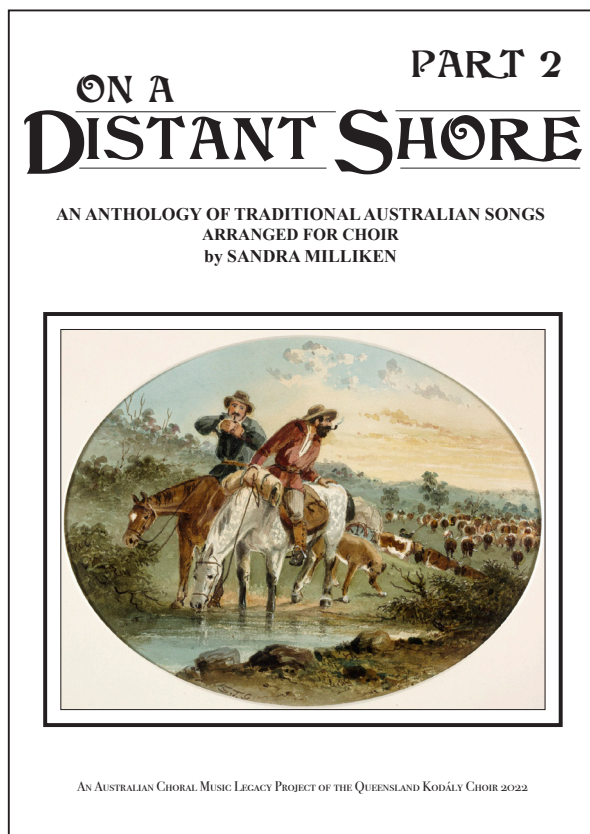 PART 2
ON A
DISTANT SHORE
AN ANTHOLOGY OF TRADITIONAL AUSTRALIAN SONGS
ARRANGED FOR CHOIR
by SANDRA MILLIKEN
AN AUSTRALIAN CHORAL MUSIC LEGACY PROJECT OF THE QUEENSLAND KODÁLY CHOIR 2022